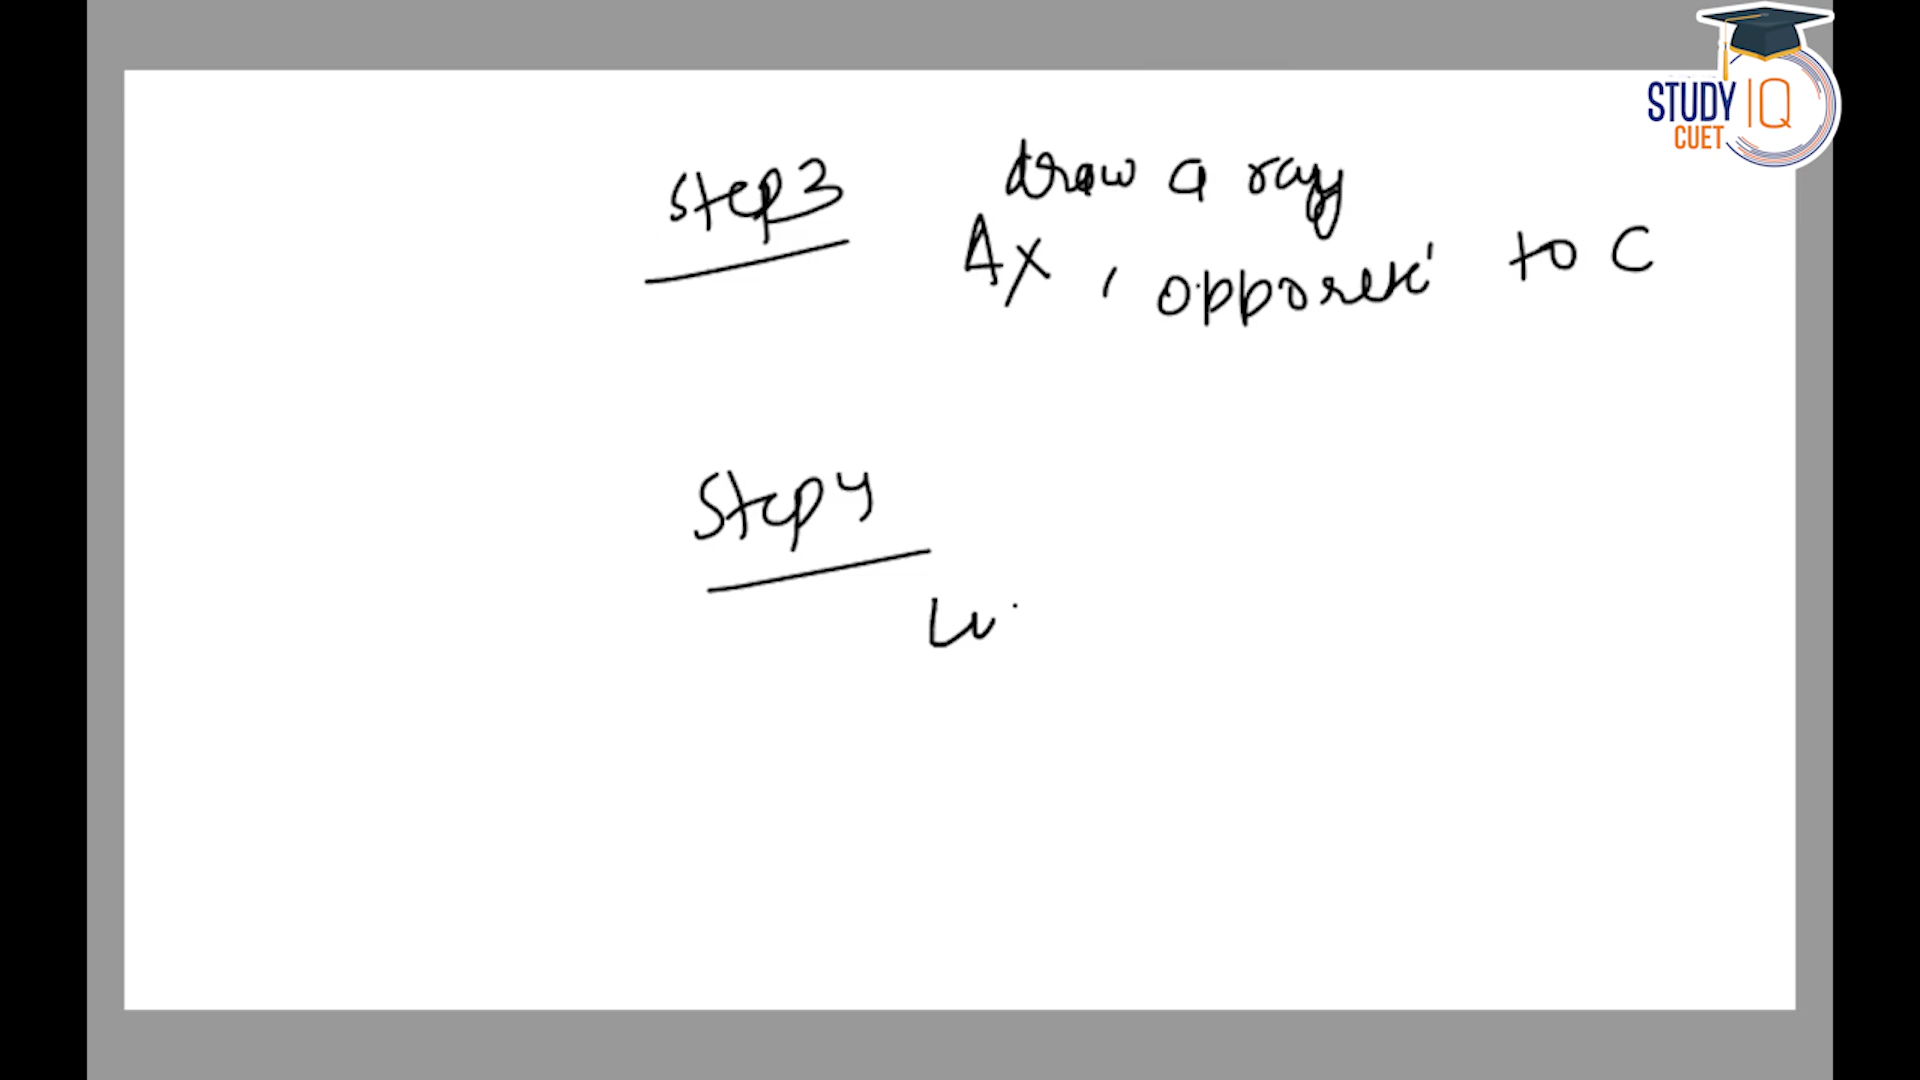 STUDY IQ
CUET
Step3 draw a ray
AX, opposite to C
Step4